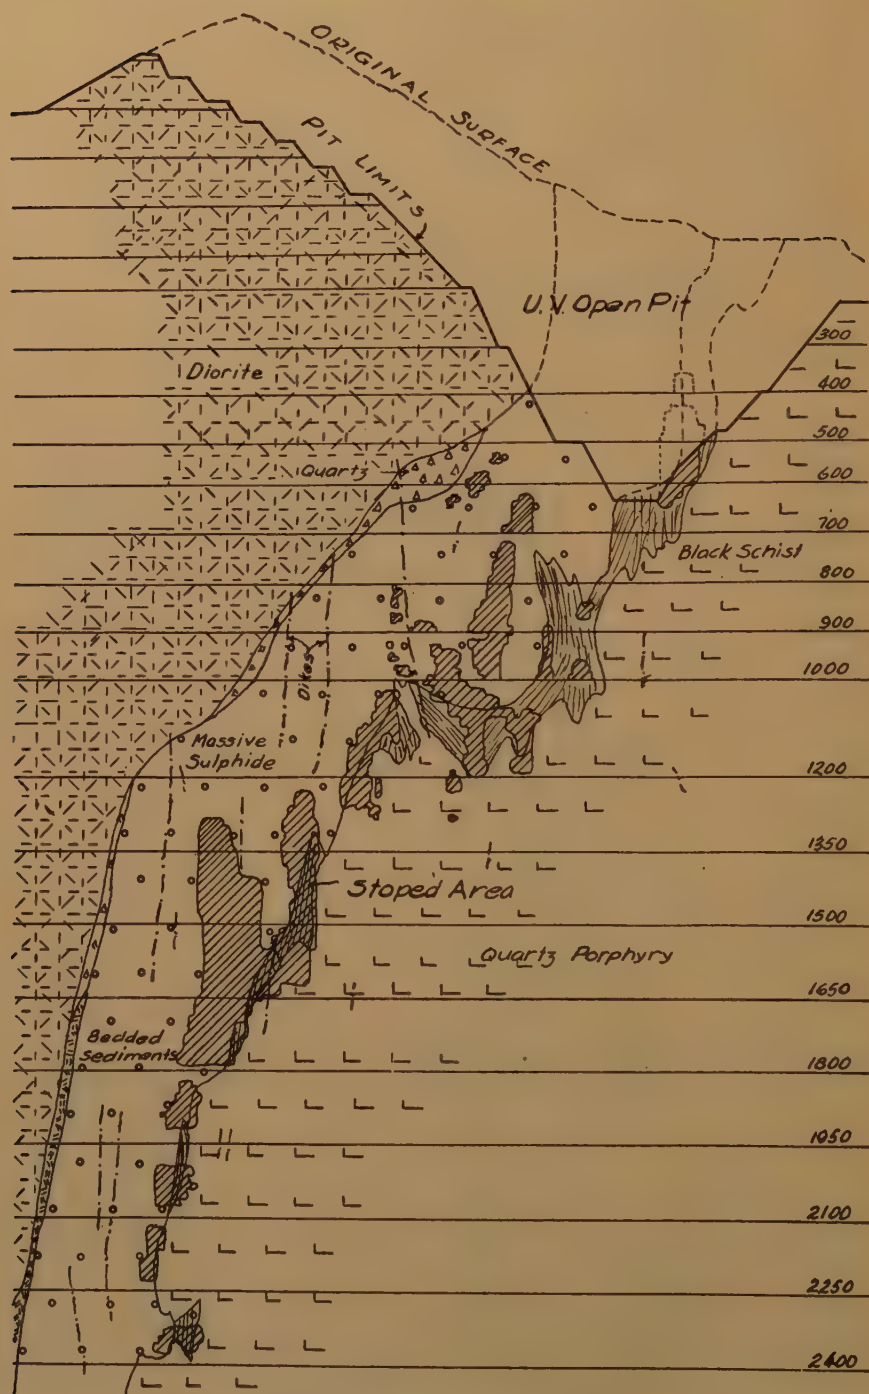 ORIGINAL SURFACE
PIT LIMITS
U.V. Open Pit
300
Diorite
400
500
Quartz
600
700
Black Schist
800
900
Dikes
1000
Massive
Sulphide
1200
1350
Stoped Area
1500
Quartz Porphyry
1650
Bedded
Sediments
1800
1950
2100
2250
2400